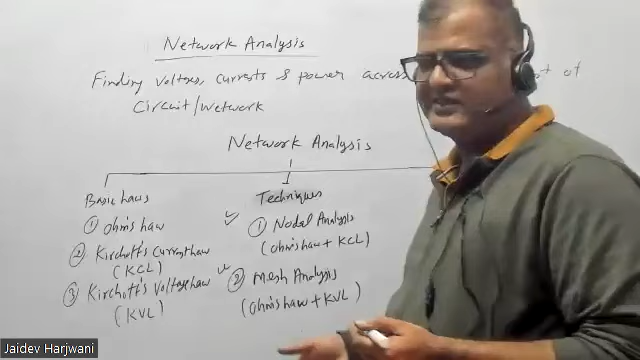 Network Analysis
Finding Voltages, currents & power across of
Circuit/Network
Network Analysis
Basic Laws
① Ohm's Law
② Kirchoff's Current Law
(KCL)
③ Kirchoff's Voltage Law
(KVL)
Techniques
✓ ① Nodal Analysis
(Ohm's Law + KCL)
✓ ② Mesh Analysis
(Ohm's Law + KVL)
Jaidev Harjwani